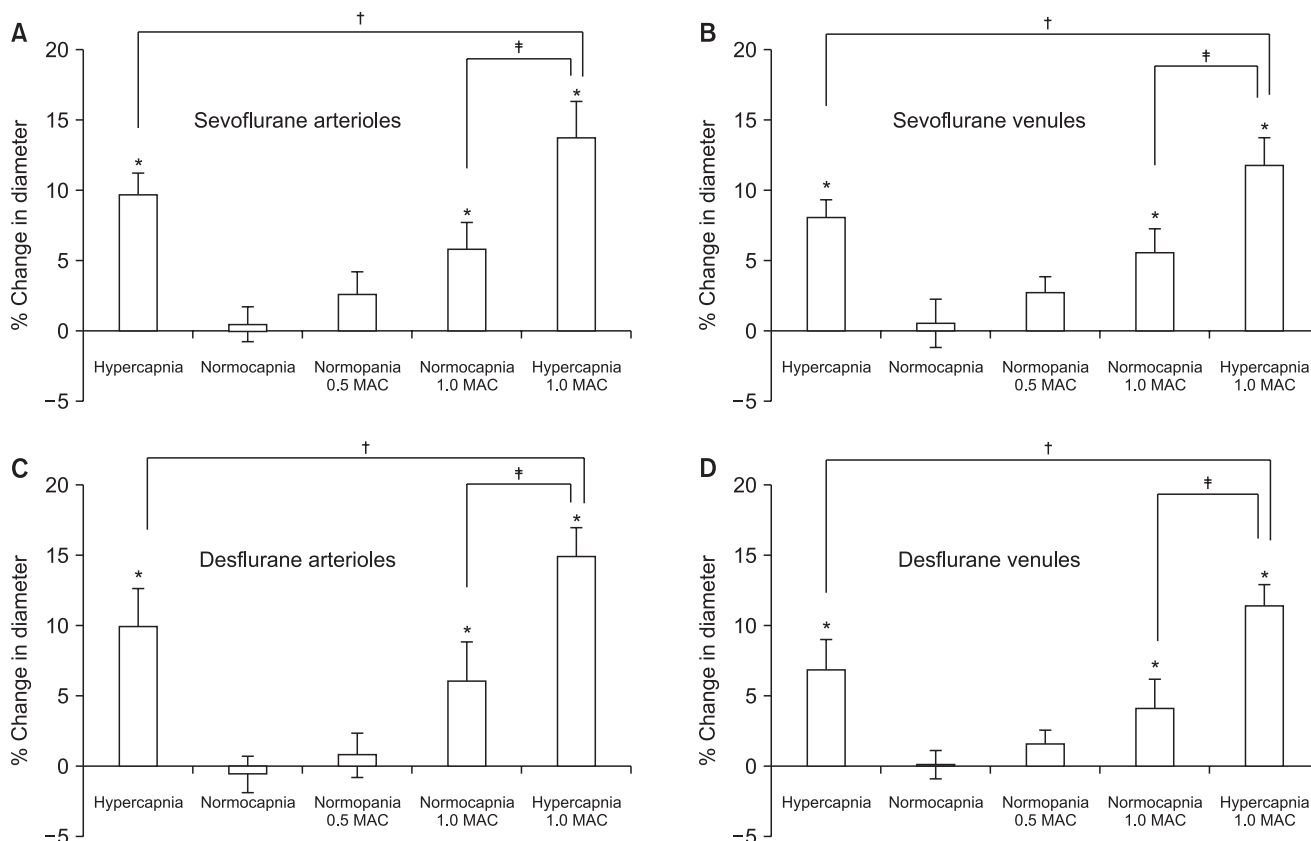 A
†
20
‡
15
*
Sevoflurane arterioles
% Change in diameter
10
*
*
5
0
Hypercapnia Normocapnia Normopania Normocapnia Hypercapnia
0.5 MAC 1.0 MAC 1.0 MAC
−5
B
†
20
‡
15
*
Sevoflurane venules
% Change in diameter
10
*
*
5
0
Hypercapnia Normocapnia Normopania Normocapnia Hypercapnia
0.5 MAC 1.0 MAC 1.0 MAC
−5
C
†
20
‡
*
15
Desflurane arterioles
% Change in diameter
*
10
*
5
0
Hypercapnia Normocapnia Normopania Normocapnia Hypercapnia
0.5 MAC 1.0 MAC 1.0 MAC
−5
D
†
20
‡
15
*
Desflurane venules
% Change in diameter
10
*
*
5
0
Hypercapnia Normocapnia Normopania Normocapnia Hypercapnia
0.5 MAC 1.0 MAC 1.0 MAC
−5